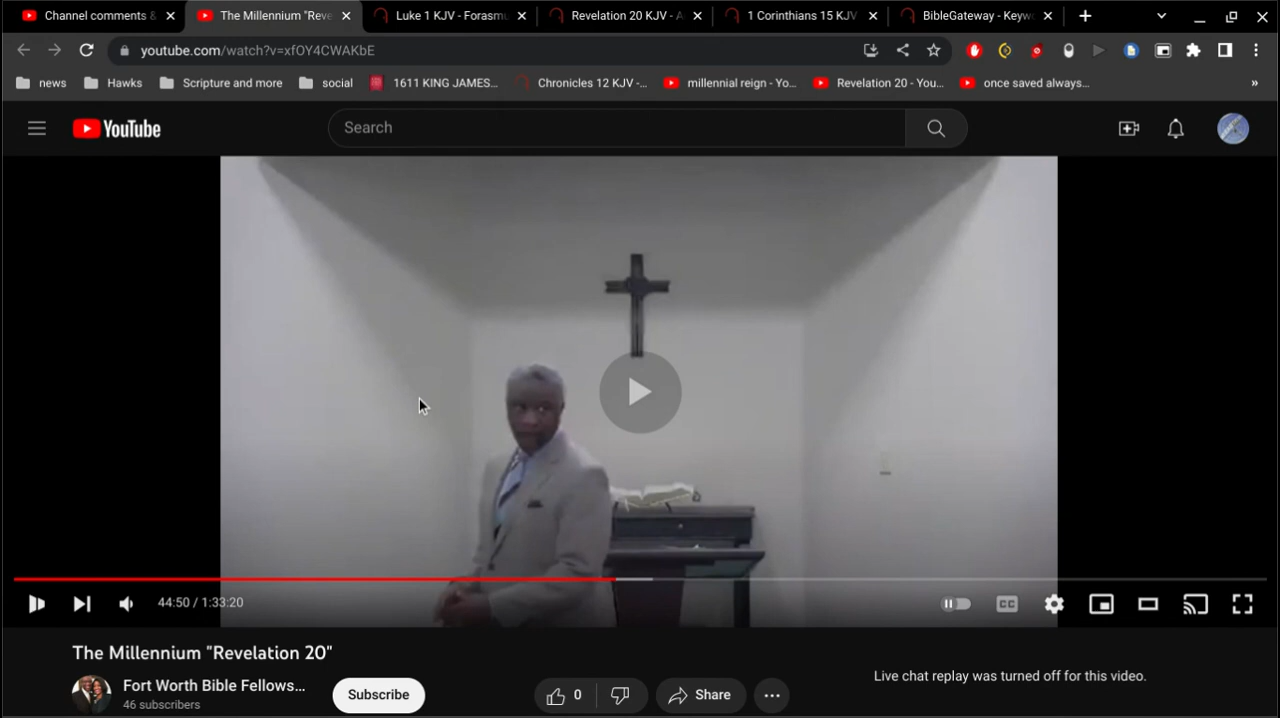 Channel comments &
The Millennium "Reve
Luke 1 KJV - Forasmu
Revelation 20 KJV - A
1 Corinthians 15 KJV
BibleGateway - Keyw
youtube.com/watch?v=xfOY4CWAKbE
news
Hawks
Scripture and more
social
1611 KING JAMES...
Chronicles 12 KJV -...
millennial reign - Yo...
Revelation 20 - You...
once saved always...
»
YouTube
Search
44:50 / 1:33:20
CC
The Millennium "Revelation 20"
Fort Worth Bible Fellows...
46 subscribers
Subscribe
0
Share
Live chat replay was turned off for this video.